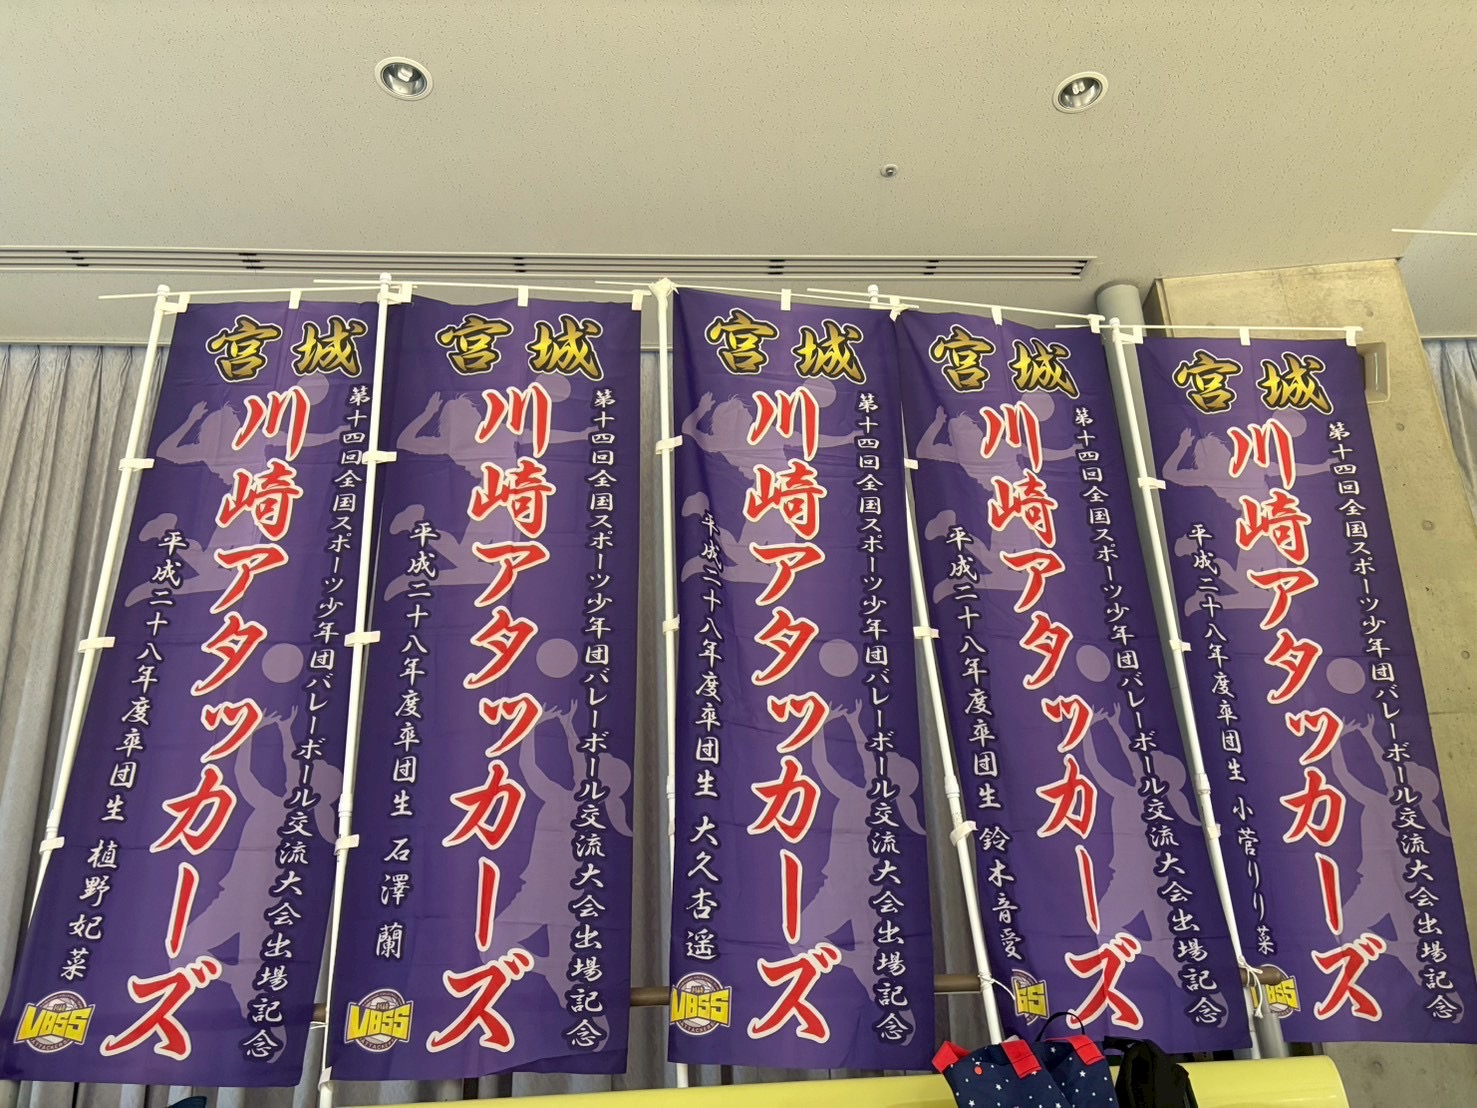 宮城
第十四回全国スポーツ少年団バレーボール交流大会出場記念
川崎アタッカーズ
平成二十八年度卒団生 植野妃菜
VBSS
宮城
第十四回全国スポーツ少年団バレーボール交流大会出場記念
川崎アタッカーズ
平成二十八年度卒団生 石澤 蘭
VBSS
宮城
第十四回全国スポーツ少年団バレーボール交流大会出場記念
川崎アタッカーズ
平成二十八年度卒団生 大久杏遥
VBSS
宮城
第十四回全国スポーツ少年団バレーボール交流大会出場記念
川崎アタッカーズ
平成二十八年度卒団生 鈴木音愛
宮城
第十四回全国スポーツ少年団バレーボール交流大会出場記念
川崎アタッカーズ
平成二十八年度卒団生 小菅りり菜